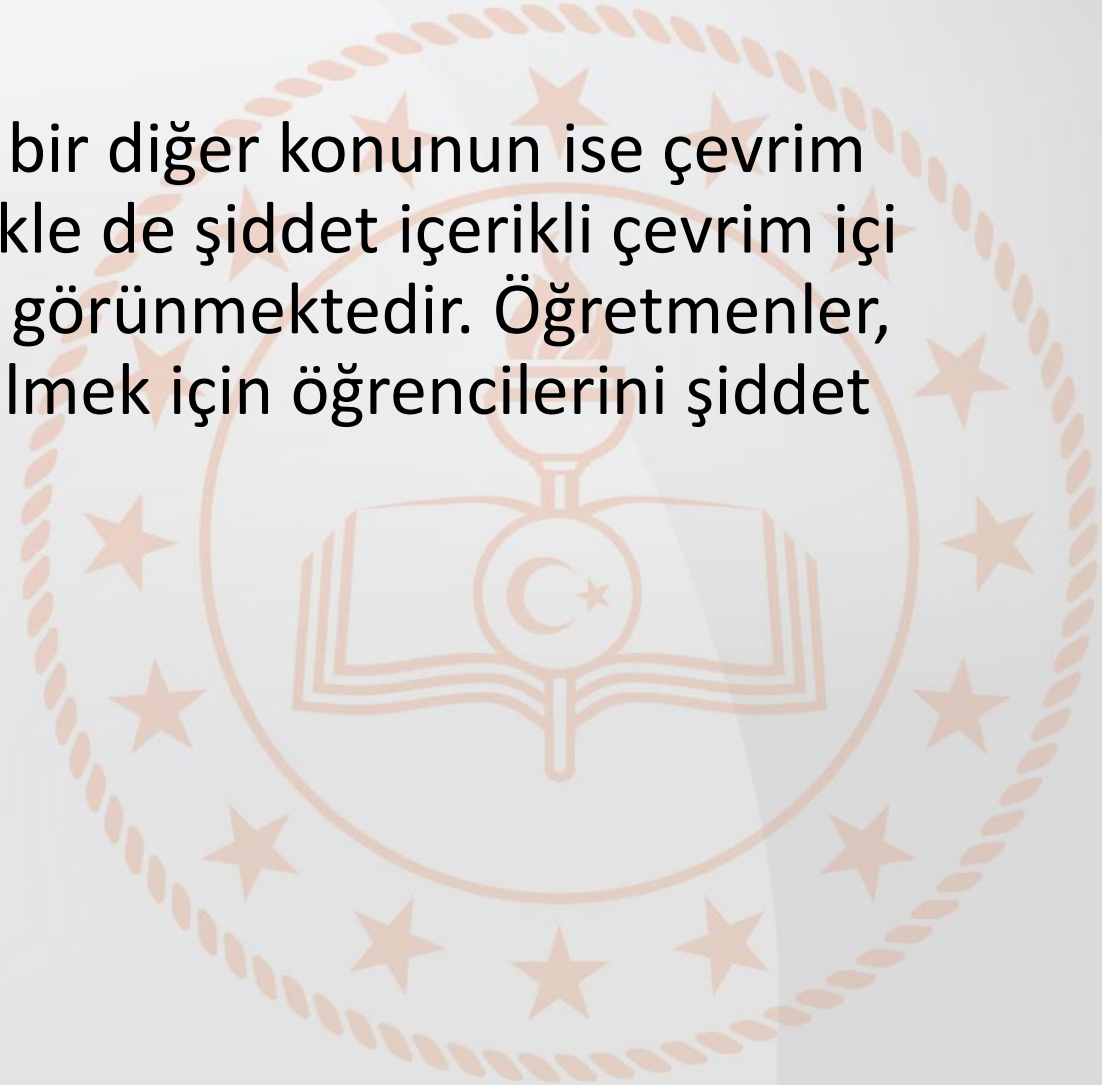 bir diğer konunun ise çevrim
kle de şiddet içerikli çevrim içi
görünmektedir. Öğretmenler,
lmek için öğrencilerini şiddet